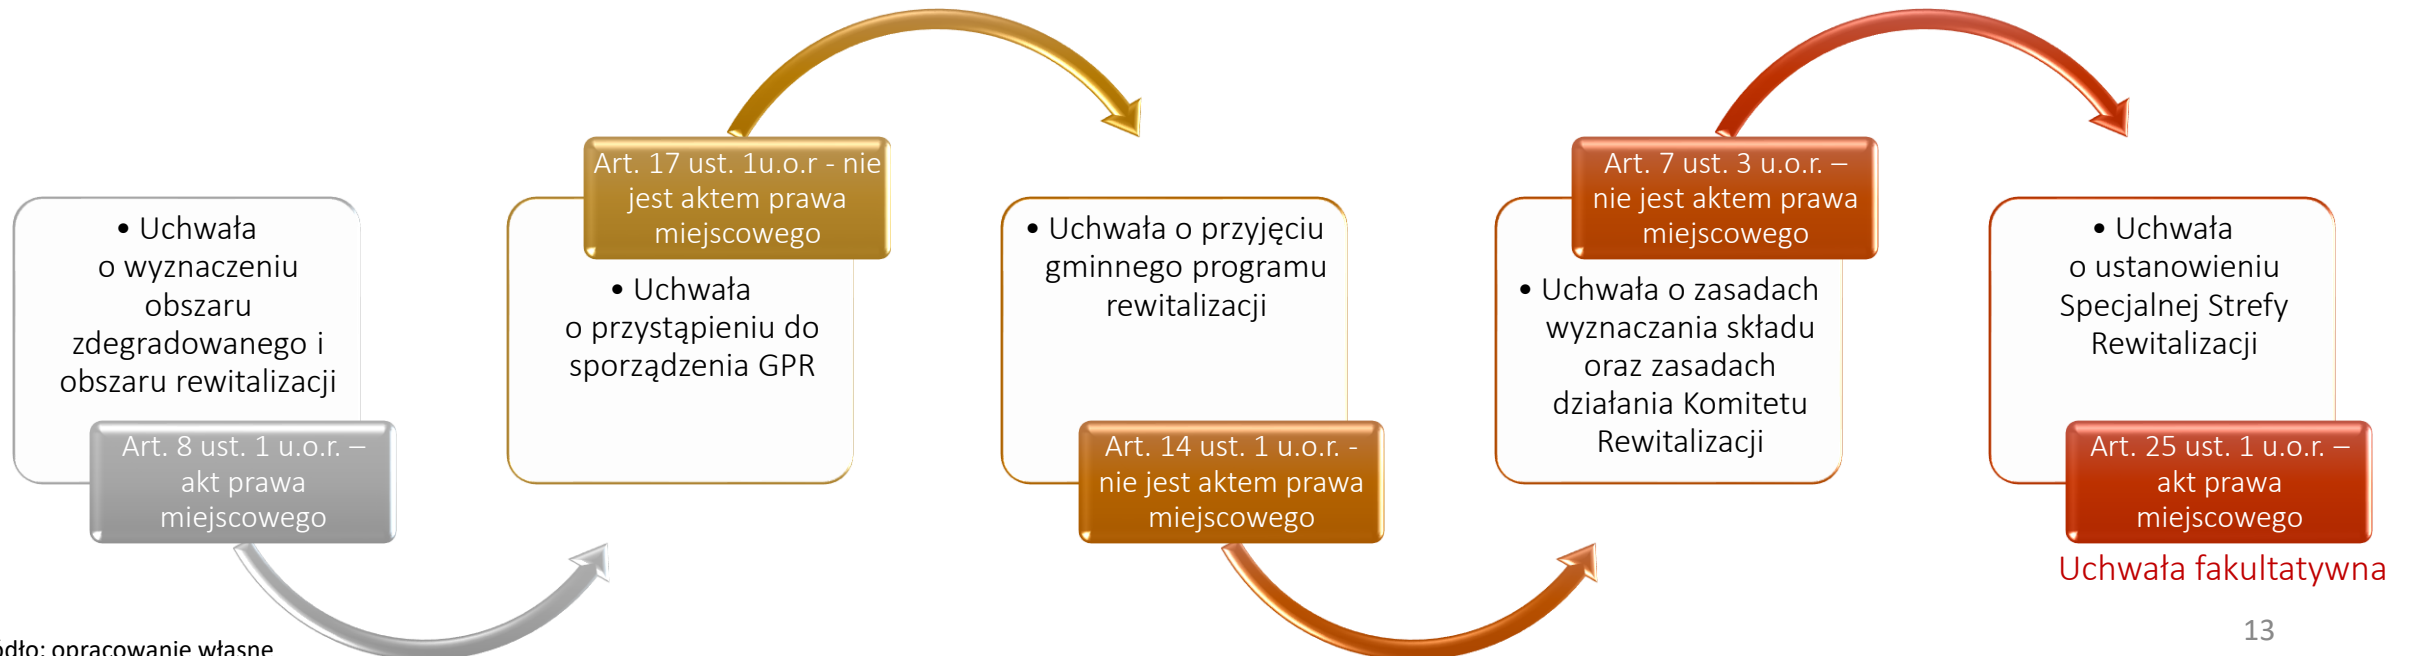 • Uchwała
o wyznaczeniu
obszaru
zdegradowanego i
obszaru rewitalizacji
Art. 8 ust. 1 u.o.r. –
akt prawa
miejscowego
Art. 17 ust. 1u.o.r - nie
jest aktem prawa
miejscowego
• Uchwała
o przystąpieniu do
sporządzenia GPR
• Uchwała o przyjęciu
gminnego programu
rewitalizacji
Art. 14 ust. 1 u.o.r. -
nie jest aktem prawa
miejscowego
Art. 7 ust. 3 u.o.r. –
nie jest aktem prawa
miejscowego
• Uchwała o zasadach
wyznaczania składu
oraz zasadach
działania Komitetu
Rewitalizacji
• Uchwała
o ustanowieniu
Specjalnej Strefy
Rewitalizacji
Art. 25 ust. 1 u.o.r. –
akt prawa
miejscowego
Uchwała fakultatywna
13
opracowanie własne